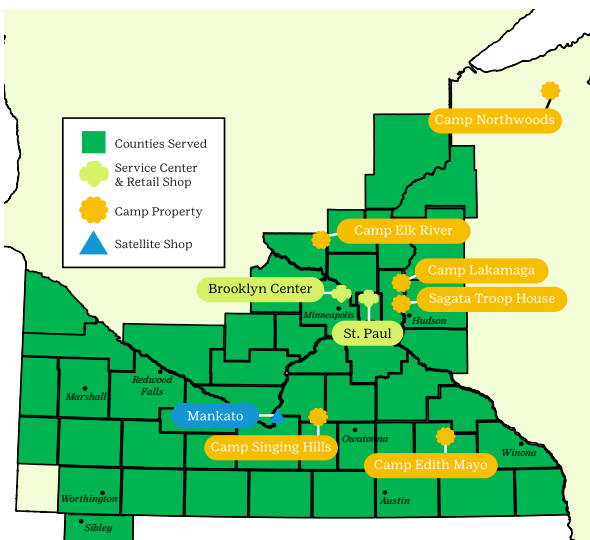 Camp Northwoods
Counties Served
Service Center
& Retail Shop
Camp Property
Satellite Shop
Camp Elk River
Camp Lakamaga
Brooklyn Center
Sagata Troop House
Minneapolis
Hudson
St. Paul
Redwood
Falls
Marshall
Mankato
Camp Singing Hills
Owatonna
Winona
Camp Edith Mayo
Worthington
Austin
Sibley